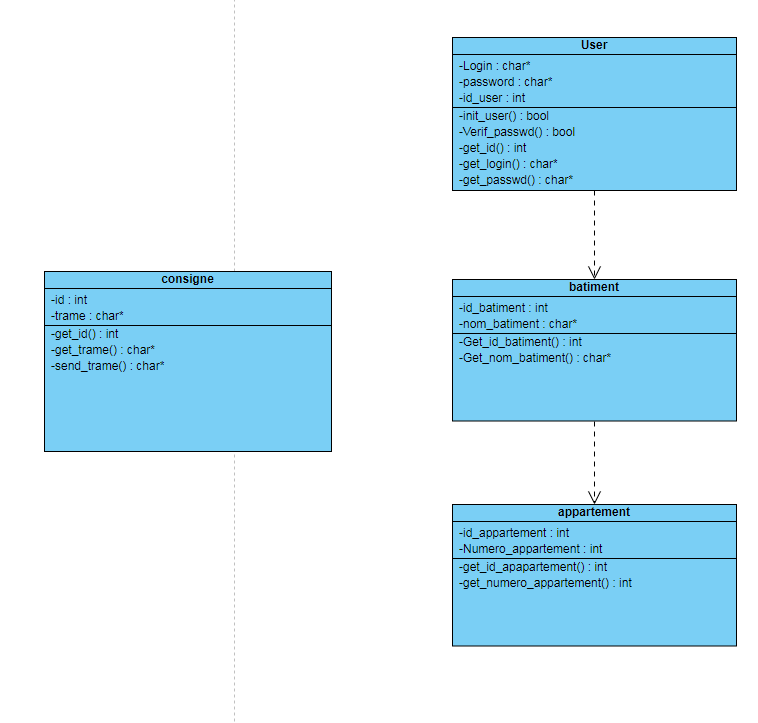 User
-Login : char*
-password : char*
-id_user : int
-init_user() : bool
-Verif_passwd() : bool
-get_id() : int
-get_login() : char*
-get_passwd() : char*
consigne
-id : int
-trame : char*
-get_id() : int
-get_trame() : char*
-send_trame() : char*
batiment
-id_batiment : int
-nom_batiment : char*
-Get_id_batiment() : int
-Get_nom_batiment() : char*
appartement
-id_appartement : int
-Numero_appartement : int
-get_id_apapartement() : int
-get_numero_appartement() : int